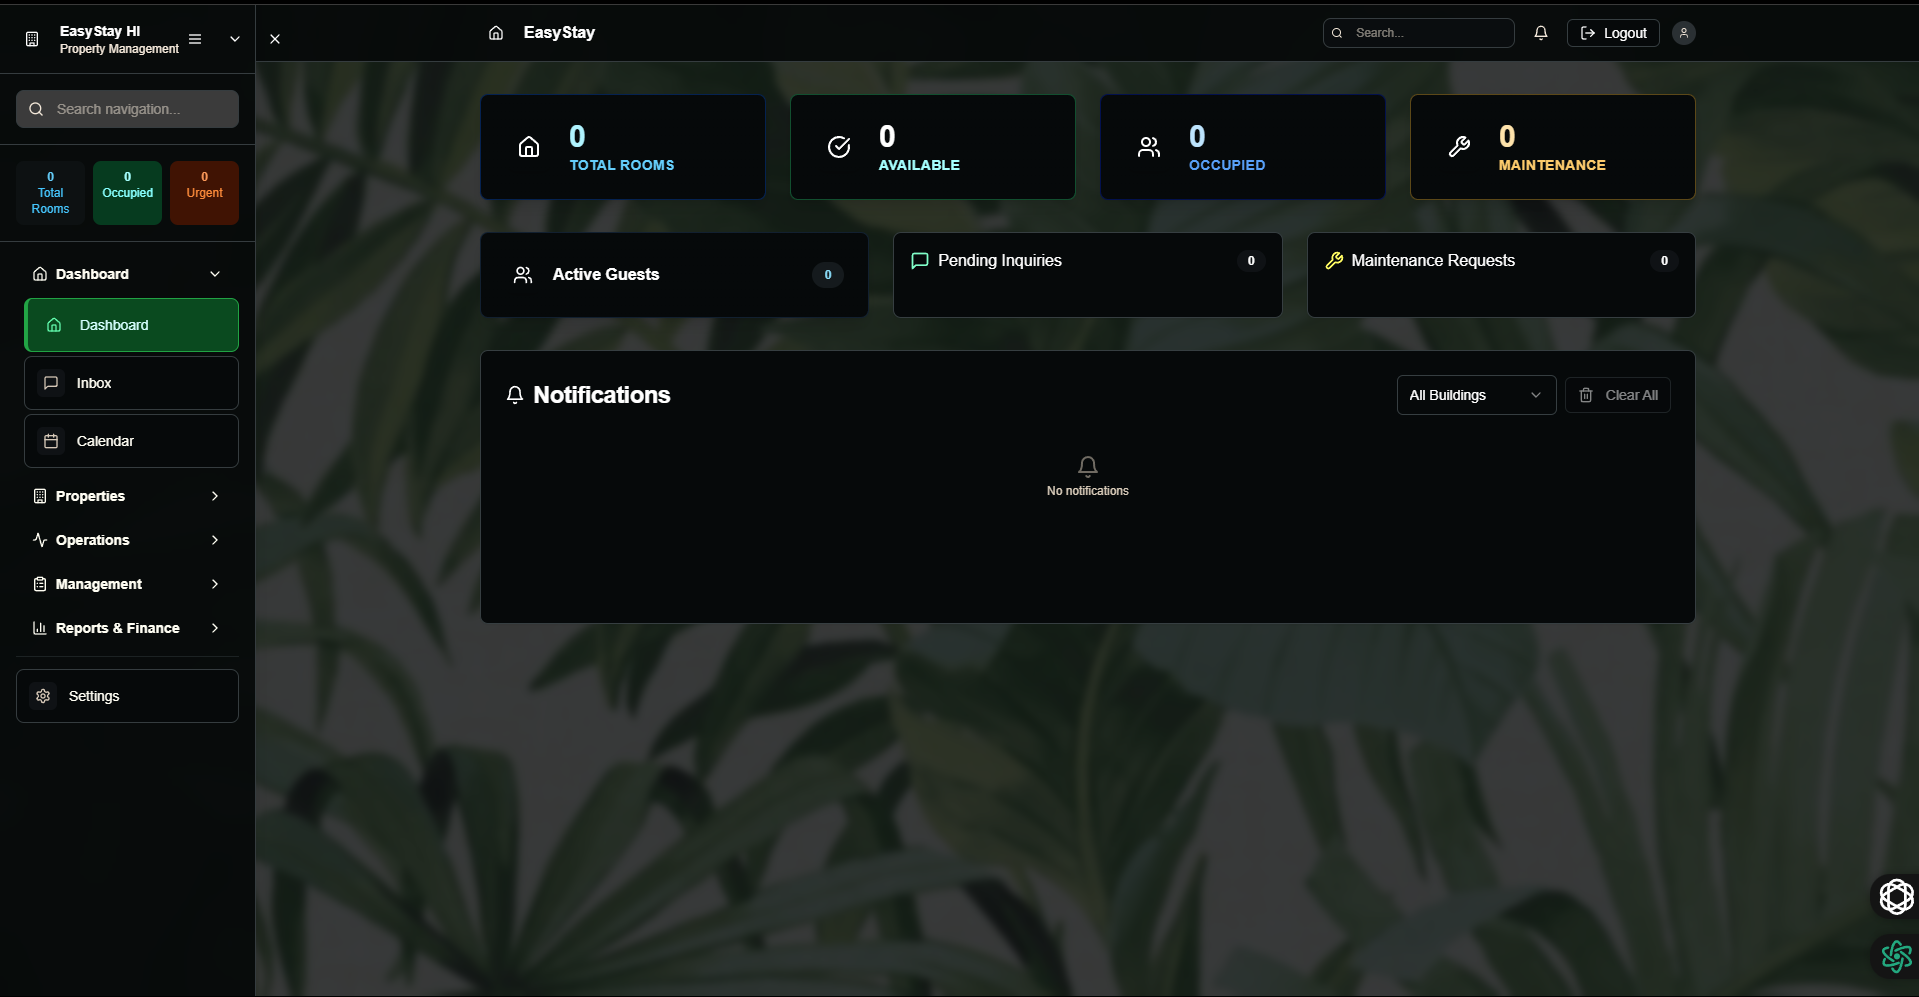 EasyStay HI
Property Management
Search navigation...
0
Total
Rooms
0
Occupied
0
Urgent
Dashboard
Dashboard
Inbox
Calendar
Properties
Operations
Management
Reports & Finance
Settings
EasyStay
Search...
Logout
0
TOTAL ROOMS
0
AVAILABLE
0
OCCUPIED
0
MAINTENANCE
Active Guests
0
Pending Inquiries
0
Maintenance Requests
0
Notifications
All Buildings
Clear All
No notifications